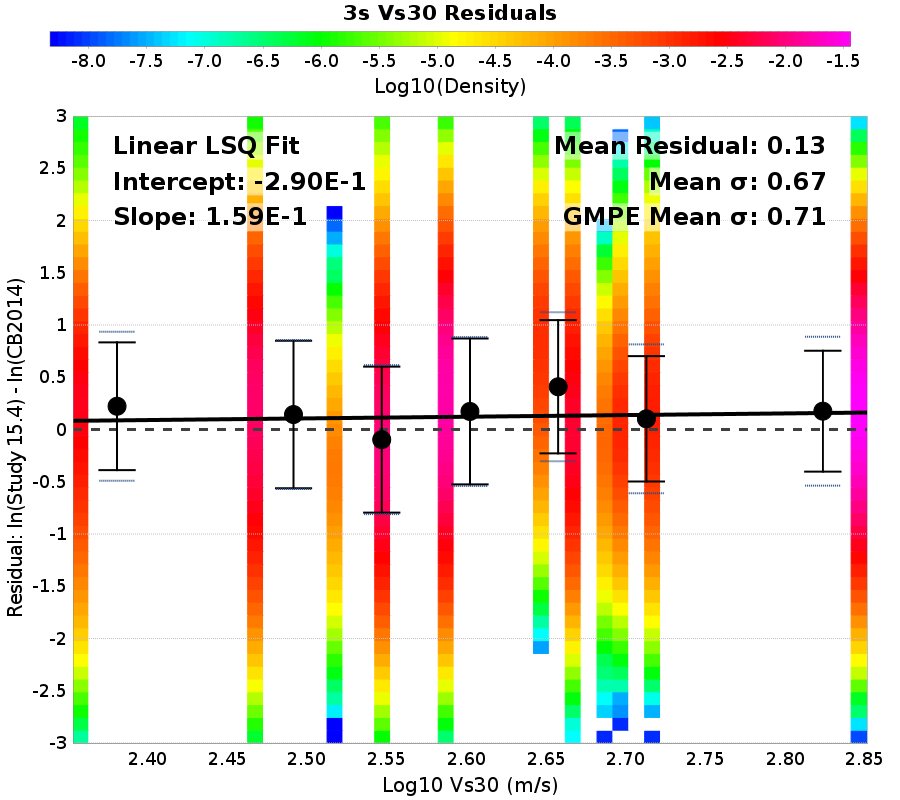 3s Vs30 Residuals
-8.0 -7.5 -7.0 -6.5 -6.0 -5.5 -5.0 -4.5 -4.0 -3.5 -3.0 -2.5 -2.0 -1.5
Log10(Density)
Linear LSQ Fit
Intercept: -2.90E-1
Slope: 1.59E-1
Mean Residual: 0.13
Mean σ: 0.67
GMPE Mean σ: 0.71
Residual: ln(Study 15.4) - ln(CB2014)
3
2.5
2
1.5
1
0.5
0
-0.5
-1
-1.5
-2
-2.5
-3
2.40 2.45 2.50 2.55 2.60 2.65 2.70 2.75 2.80 2.85
Log10 Vs30 (m/s)